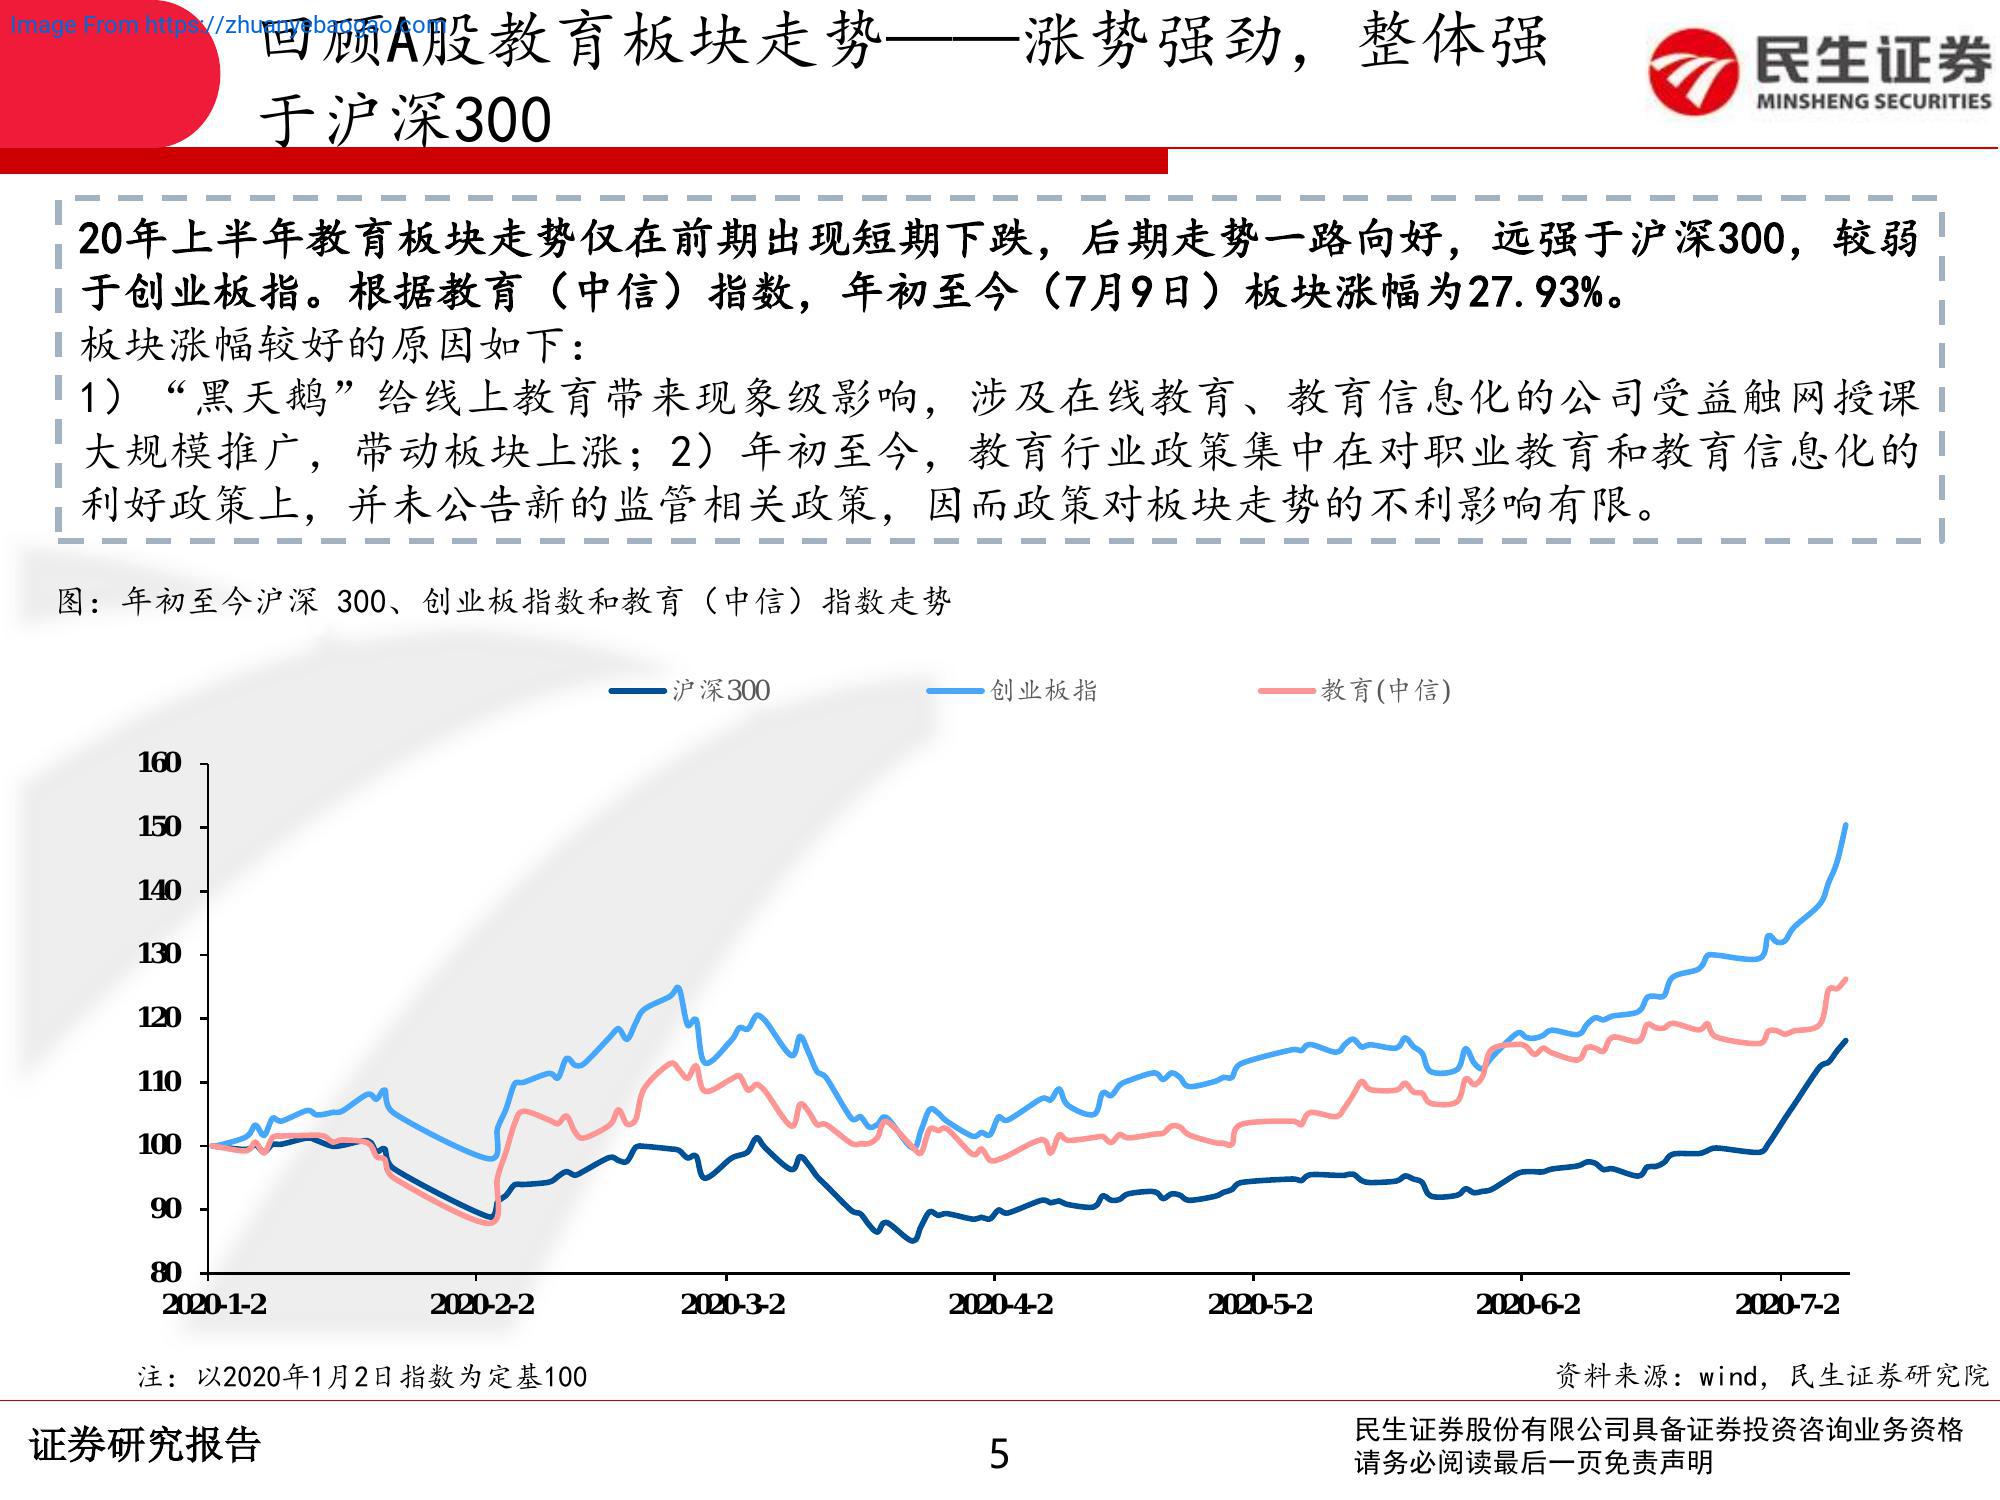 Image From https://zhuanyebaogao.com
回顾A股教育板块走势——涨势强劲，整体强
于沪深300
民生证券
MINSHENG SECURITIES
20年上半年教育板块走势仅在前期出现短期下跌，后期走势一路向好，远强于沪深300，较弱
于创业板指。根据教育（中信）指数，年初至今（7月9日）板块涨幅为27.93%。
板块涨幅较好的原因如下：
1）“黑天鹅”给线上教育带来现象级影响，涉及在线教育、教育信息化的公司受益触网授课
大规模推广，带动板块上涨；2）年初至今，教育行业政策集中在对职业教育和教育信息化的
利好政策上，并未公告新的监管相关政策，因而政策对板块走势的不利影响有限。
图：年初至今沪深 300、创业板指数和教育（中信）指数走势
沪深300 创业板指 教育(中信)
160
150
140
130
120
110
100
90
80
2020-1-2 2020-2-2 2020-3-2 2020-4-2 2020-5-2 2020-6-2 2020-7-2
注：以2020年1月2日指数为定基100
资料来源：wind，民生证券研究院
证券研究报告
5
民生证券股份有限公司具备证券投资咨询业务资格
请务必阅读最后一页免责声明